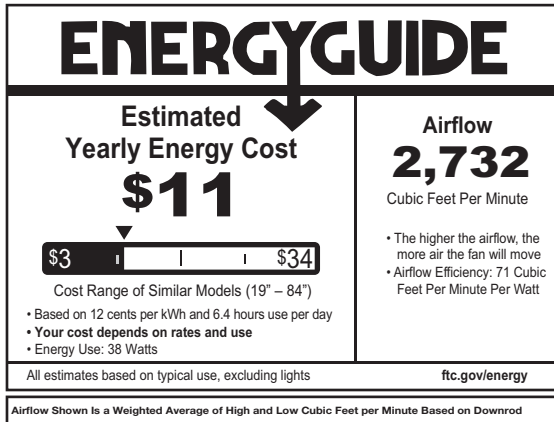 ENERGYGUIDE
Estimated
Yearly Energy Cost
$11
$3
$34
Cost Range of Similar Models (19" – 84")
• Based on 12 cents per kWh and 6.4 hours use per day
• Your cost depends on rates and use
• Energy Use: 38 Watts
Airflow
2,732
Cubic Feet Per Minute
• The higher the airflow, the
more air the fan will move
• Airflow Efficiency: 71 Cubic
Feet Per Minute Per Watt
All estimates based on typical use, excluding lights
ftc.gov/energy
Airflow Shown Is a Weighted Average of High and Low Cubic Feet per Minute Based on Downrod